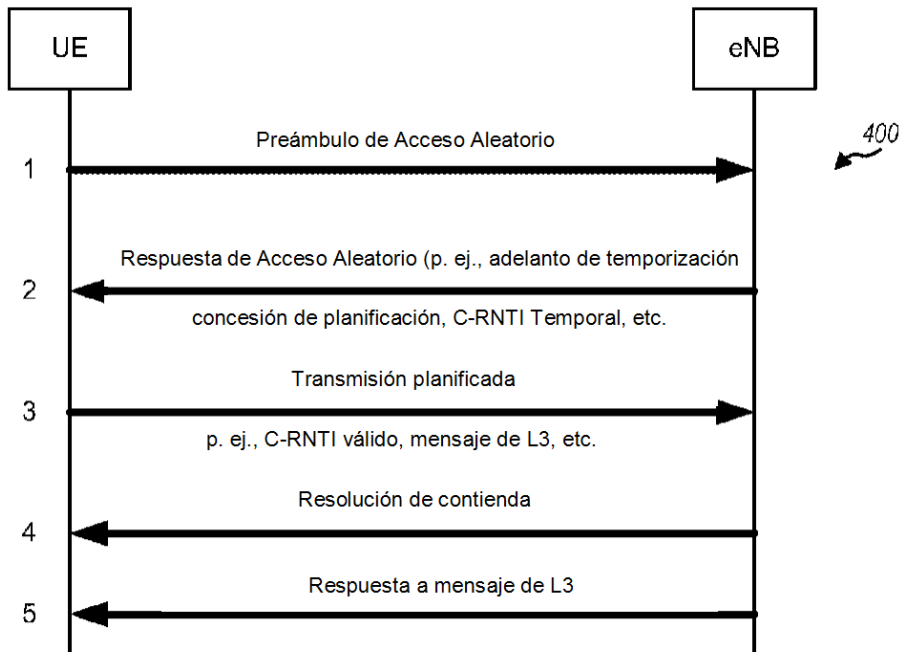 UE
eNB
400
Preámbulo de Acceso Aleatorio
1
Respuesta de Acceso Aleatorio (p. ej., adelanto de temporización
2
concesión de planificación, C-RNTI Temporal, etc.
Transmisión planificada
3
p. ej., C-RNTI válido, mensaje de L3, etc.
Resolución de contienda
4
Respuesta a mensaje de L3
5